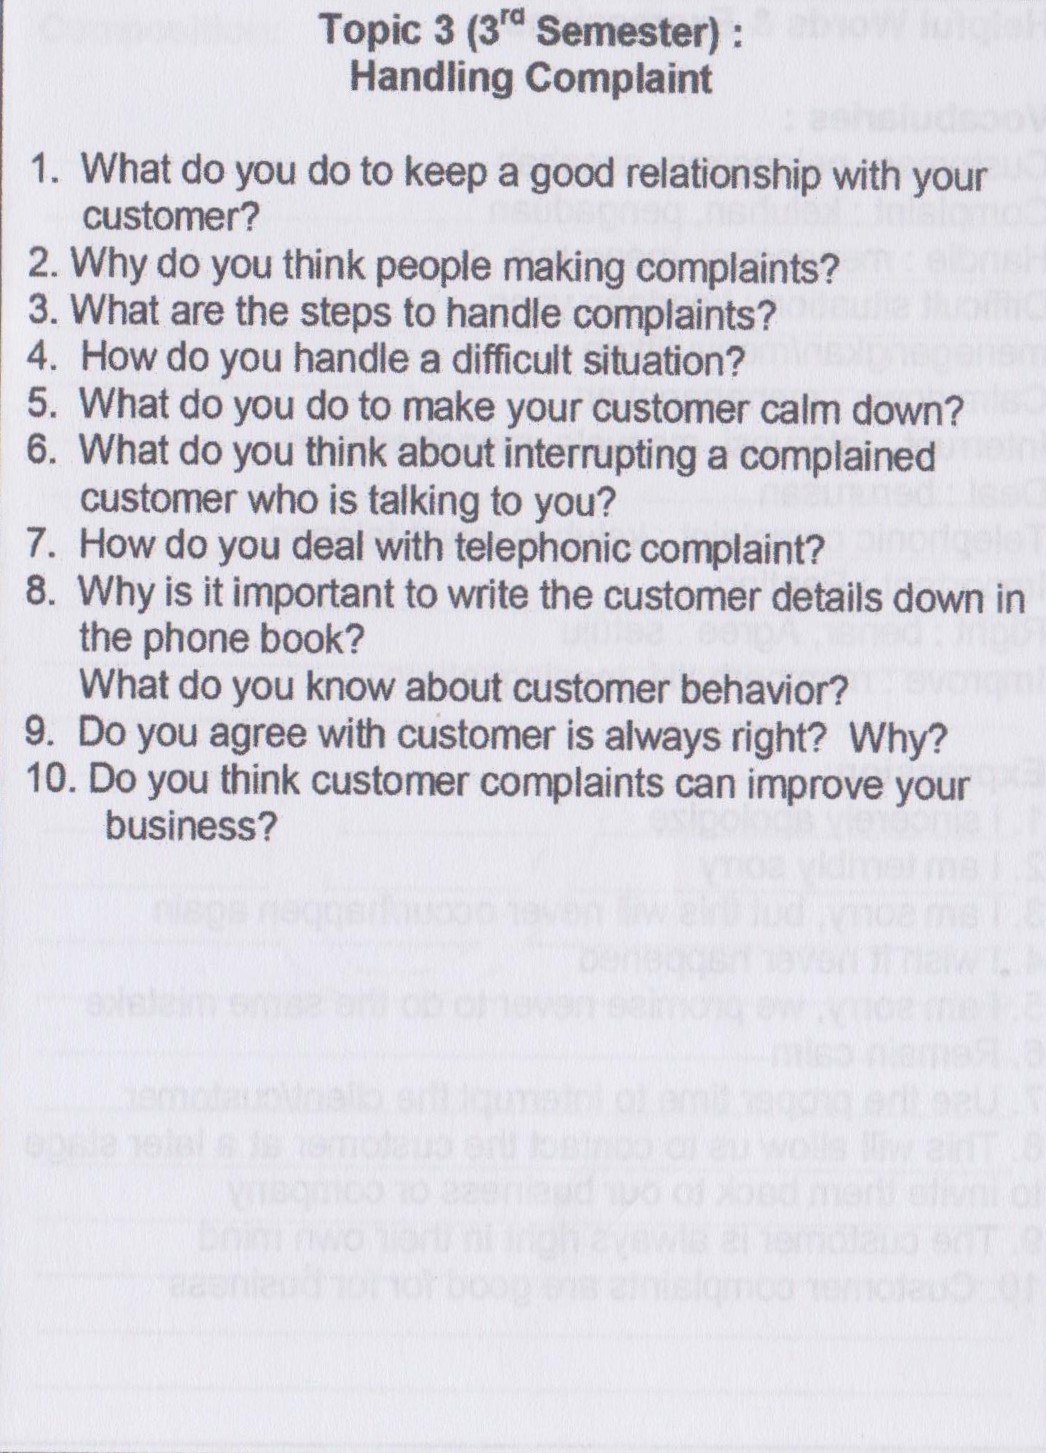 Topic 3 (3rd Semester) :
Handling Complaint
1. What do you do to keep a good relationship with your
customer?
2. Why do you think people making complaints?
3. What are the steps to handle complaints?
4. How do you handle a difficult situation?
5. What do you do to make your customer calm down?
6. What do you think about interrupting a complained
customer who is talking to you?
7. How do you deal with telephonic complaint?
8. Why is it important to write the customer details down in
the phone book?
What do you know about customer behavior?
9. Do you agree with customer is always right? Why?
10. Do you think customer complaints can improve your
business?